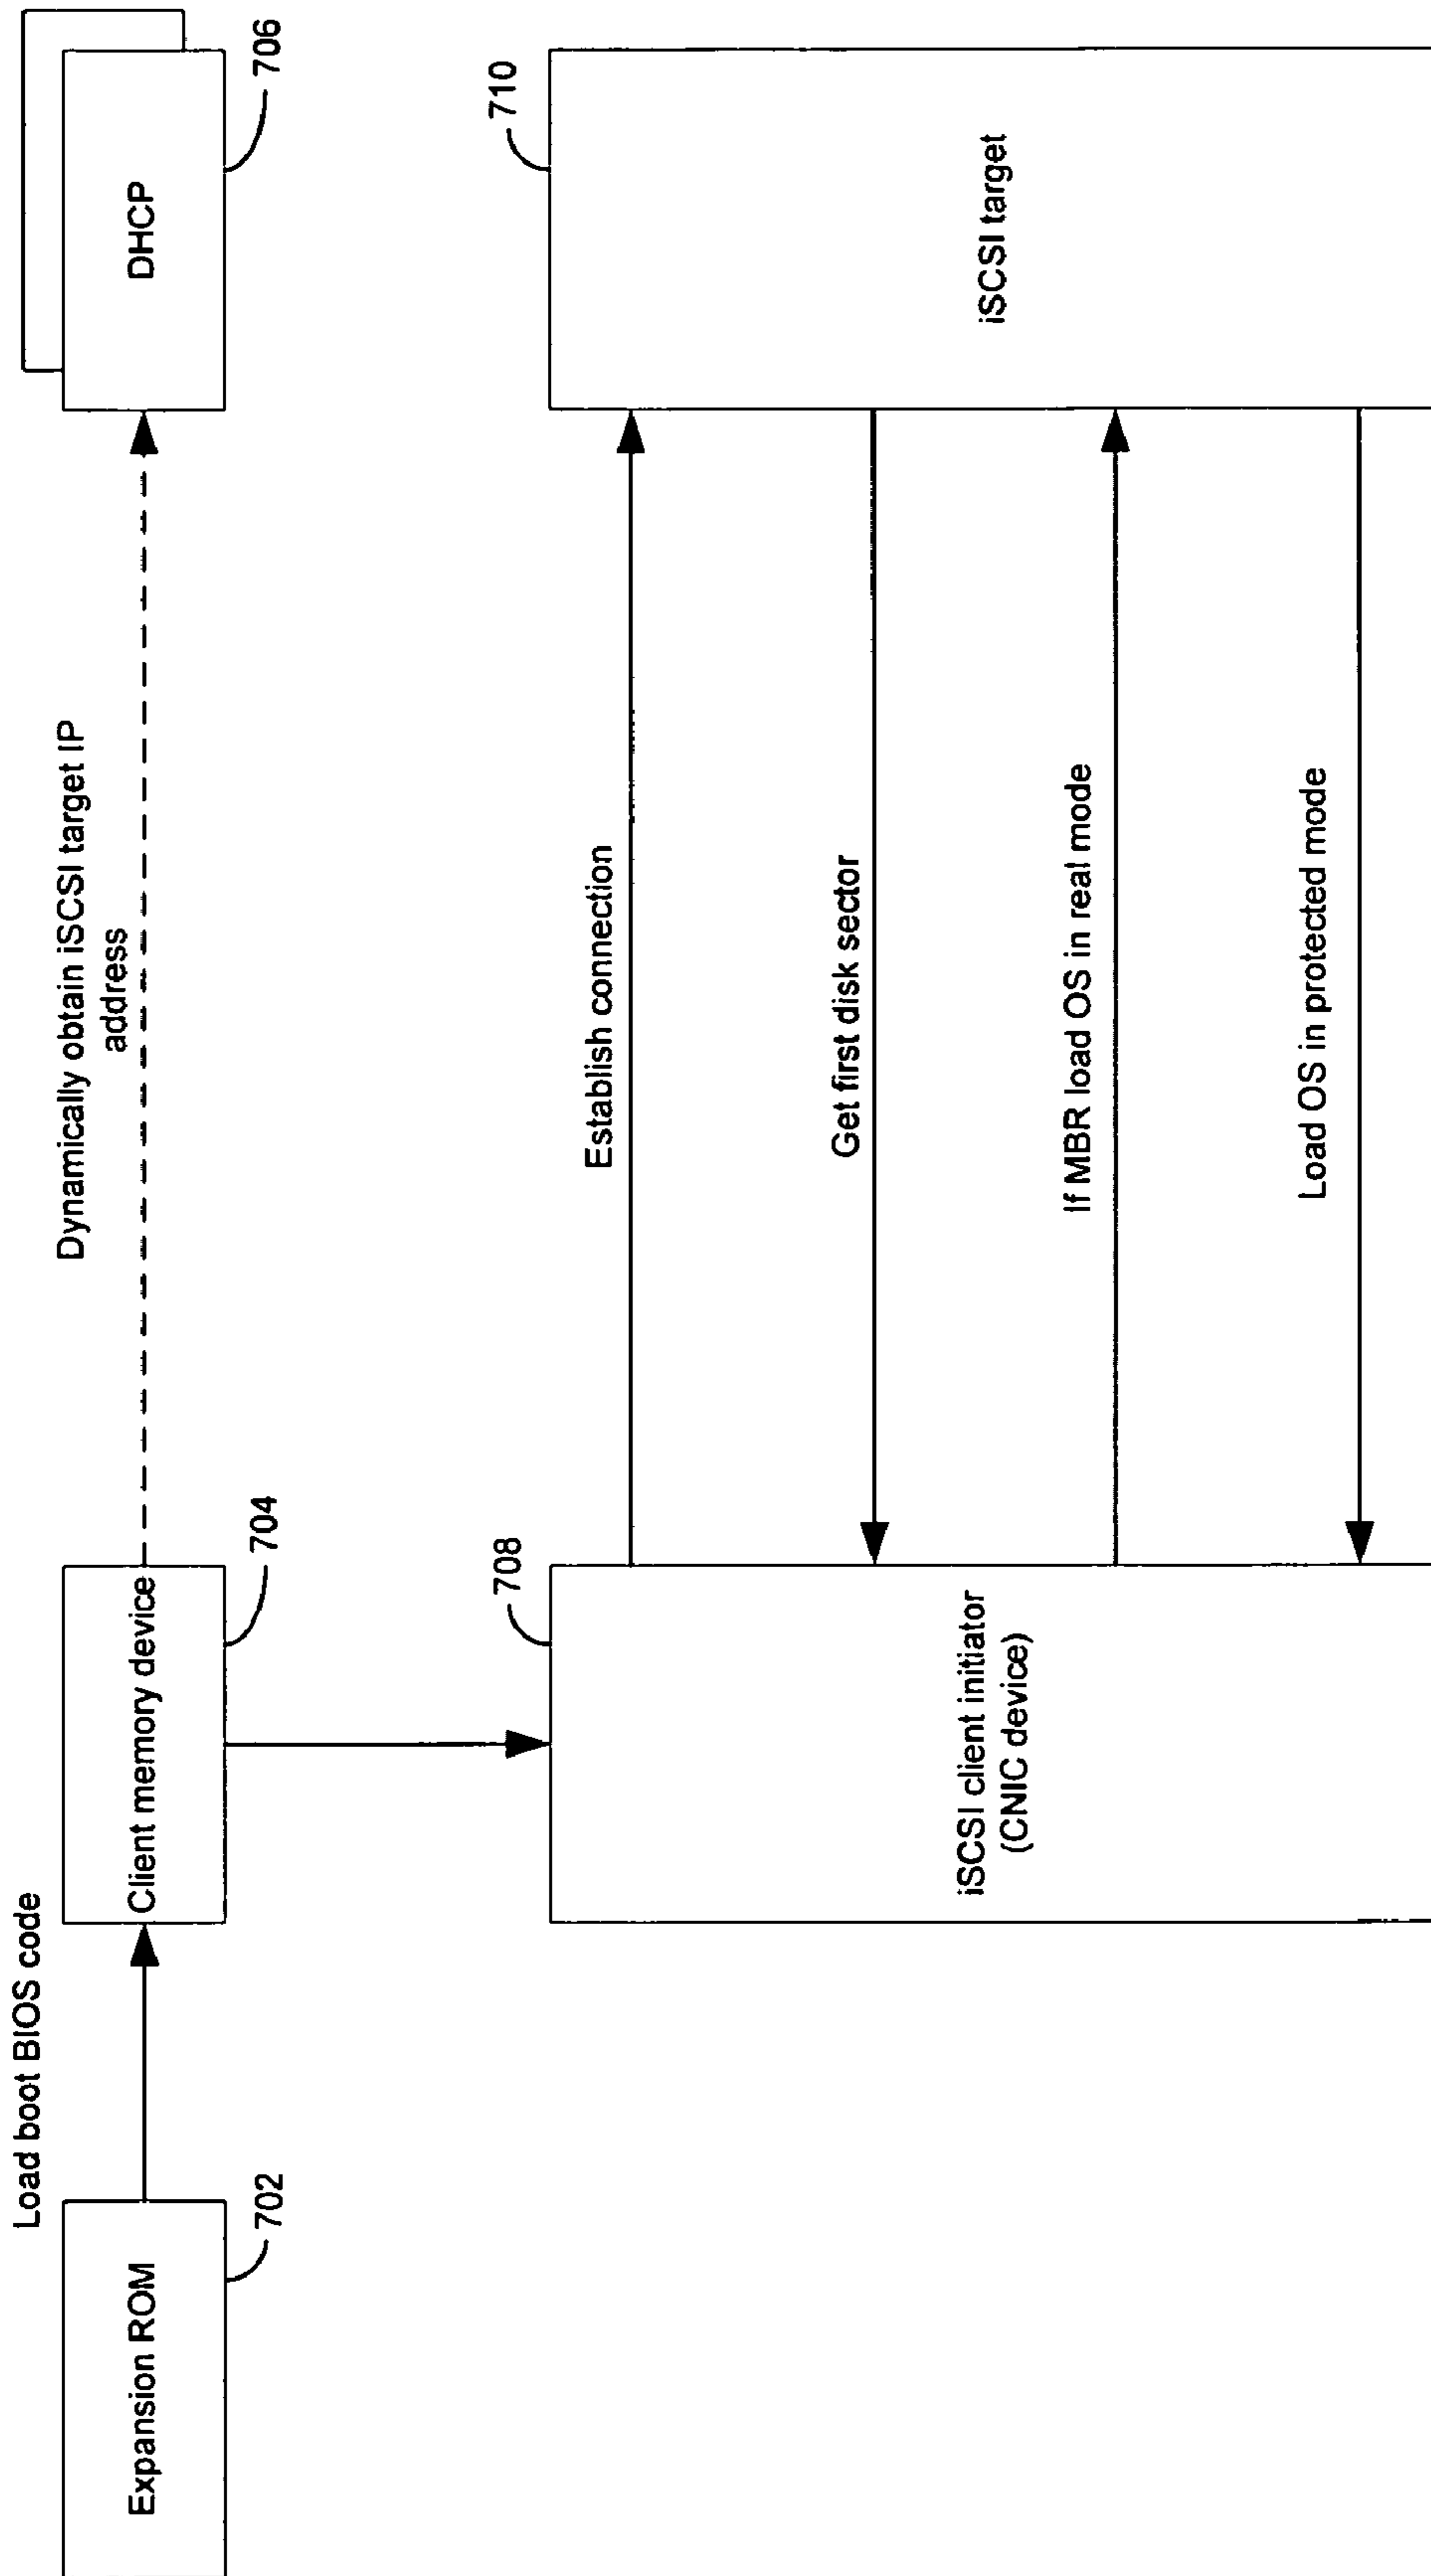 Load boot BIOS code
Expansion ROM
702
Client memory device
704
Dynamically obtain iSCSI target IP
address
DHCP
706
708
iSCSI client initiator
(CNIC device)
Establish connection
Get first disk sector
If MBR load OS in real mode
Load OS in protected mode
710
iSCSI target